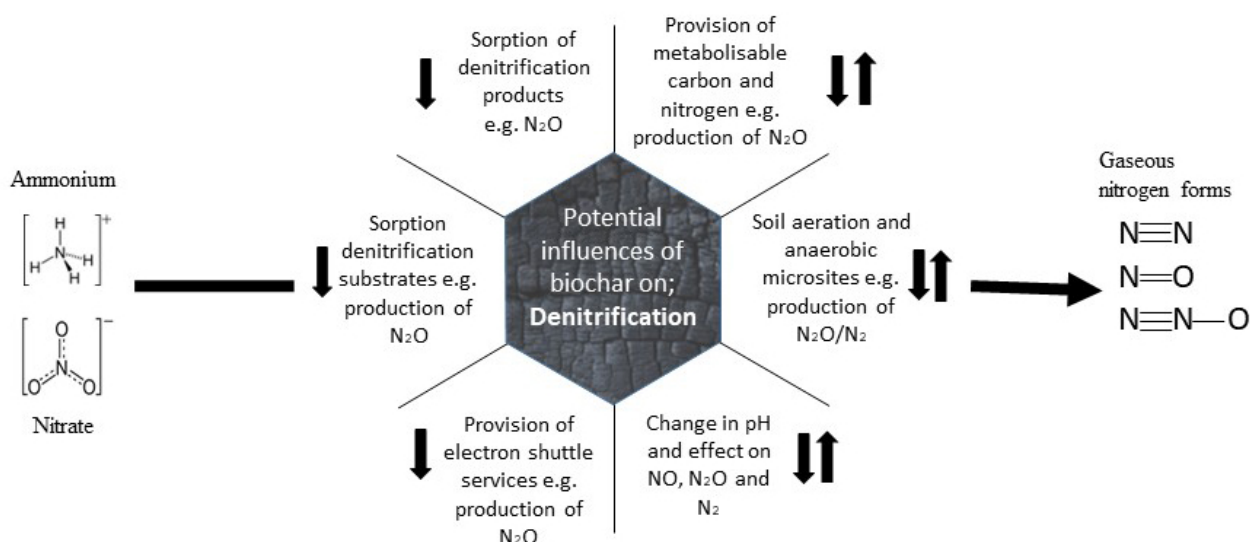 Ammonium
[H
H N H
H]+
[O
N
O O]−
Nitrate
Sorption of
denitrification
products
e.g. N₂O
Provision of
metabolisable
carbon and
nitrogen e.g.
production of N₂O
Sorption
denitrification
substrates e.g.
production of
N₂O
Potential
influences of
biochar on;
Denitrification
Soil aeration and
anaerobic
microsites e.g.
production of
N₂O/N₂
Provision of
electron shuttle
services e.g.
production of
N₂O
Change in pH
and effect on
NO, N₂O and
N₂
Gaseous
nitrogen forms
N≡N
N=O
N≡N—O